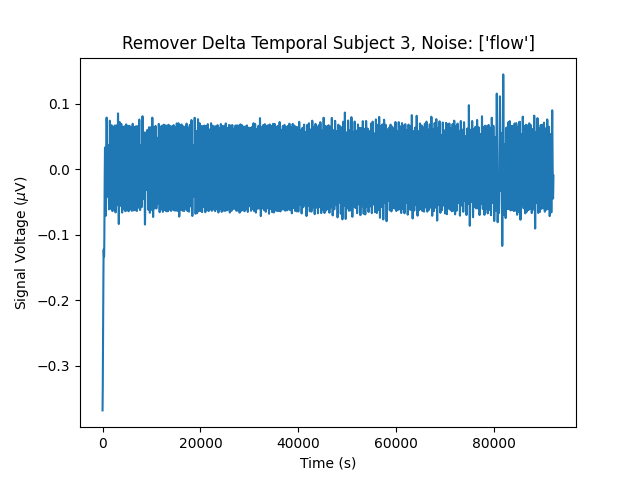 Remover Delta Temporal Subject 3, Noise: ['flow']
Signal Voltage (μV)
0.1
0.0
−0.1
−0.2
−0.3
0 20000 40000 60000 80000
Time (s)